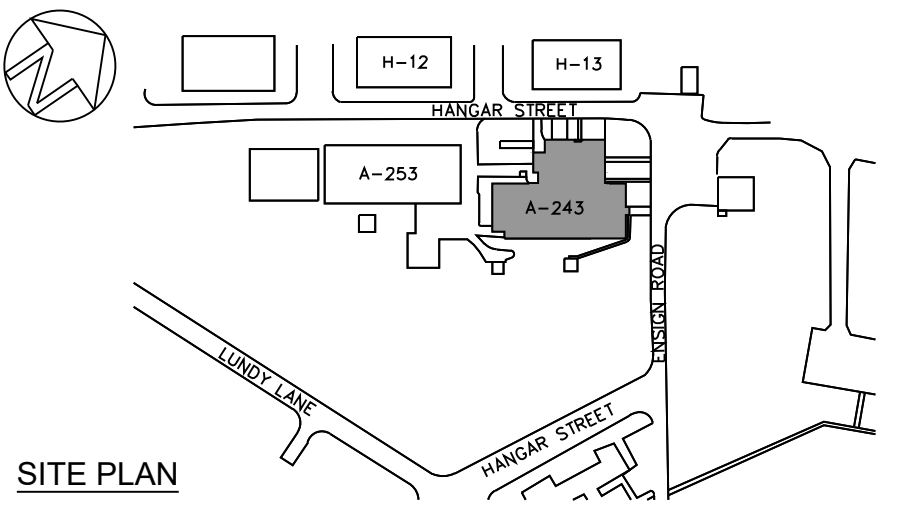 N
H-12
H-13
HANGAR STREET
A-253
A-243
ENSIGN ROAD
LUNDY LANE
HANGAR STREET
SITE PLAN